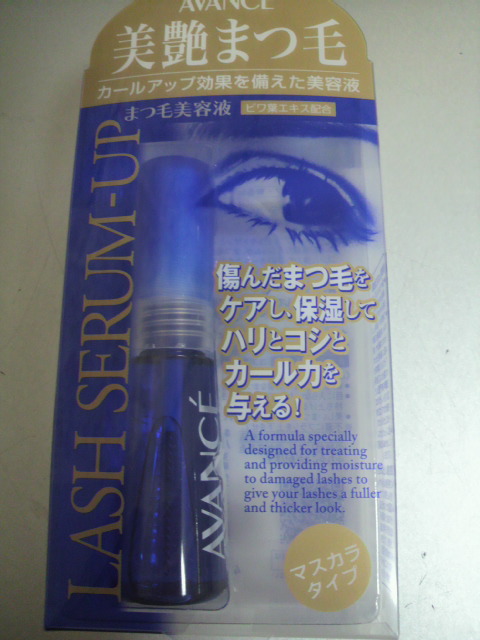 AVANCÉ
美艶まつ毛
カールアップ効果を備えた美容液
まつ毛美容液
ビワ葉エキス配合
LASH SERUM-UP
傷んだまつ毛を
ケアし、保湿して
ハリとコシと
カール力を
与える!
A formula specially
designed for treating
and providing moisture
to damaged lashes to
give your lashes a fuller
and thicker look.
AVANCÉ
マスカラ
タイプ